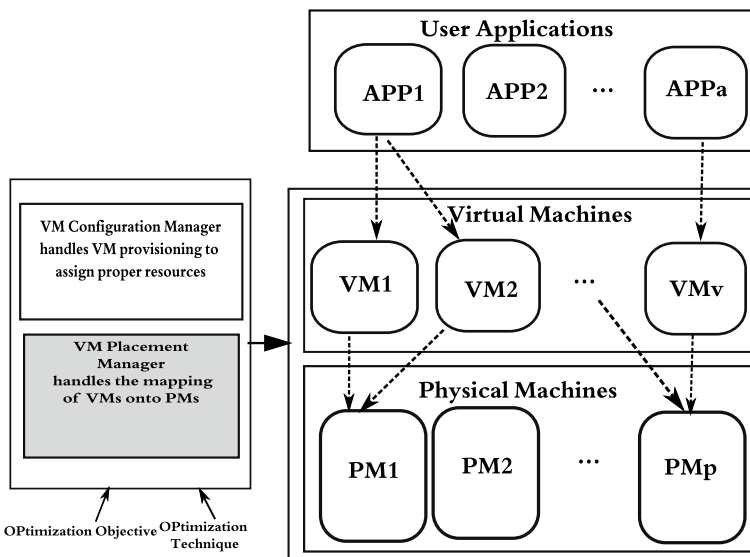 User Applications
APP1
APP2
...
APPa
VM Configuration Manager
handles VM provisioning to
assign proper resources
VM Placement
Manager
handles the mapping
of VMs onto PMs
OPtimization Objective
OPtimization
Technique
Virtual Machines
VM1
VM2
...
VMv
Physical Machines
PM1
PM2
...
PMp